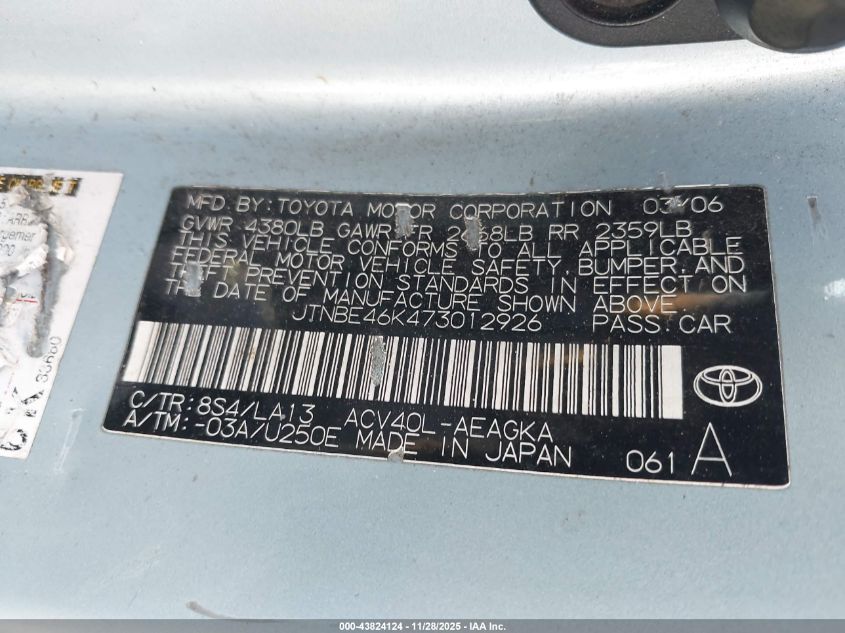 MFD. BY: TOYOTA MOTOR CORPORATION 03/06
GVWR 4380LB GAWR FR LB RR 2359LB
THIS VEHICLE CONFORMS TO ALL APPLICABLE
FEDERAL MOTOR VEHICLE SAFETY, BUMPER, AND
THEFT PREVENTION STANDARDS IN EFFECT ON
THE DATE OF MANUFACTURE SHOWN ABOVE.
JTNBE46K473012926 PASS CAR
C/TR: 8S4/LA13 ACV40L-AEAGKA
A/TM: -03A/U250E MADE IN JAPAN 061 A
000-43824124 - 11/28/2025 - IAA Inc.